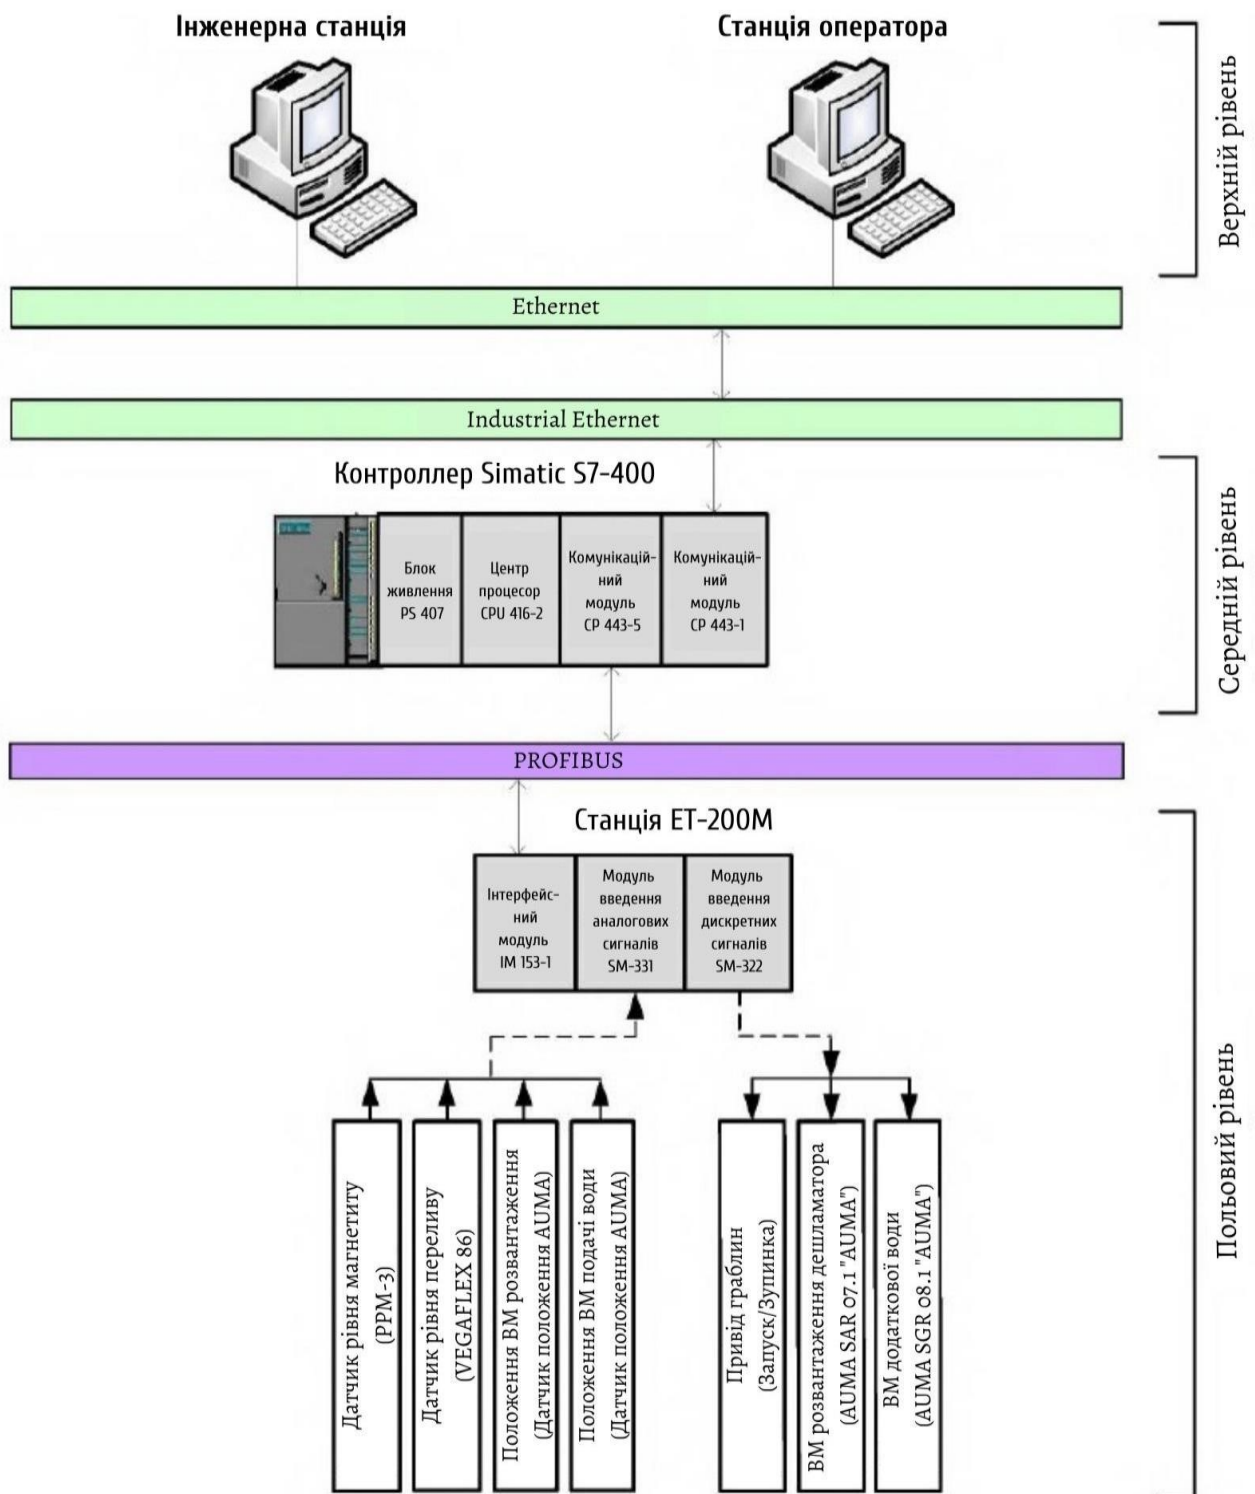 Інженерна станція
Станція оператора
Верхній рівень
Ethernet
Industrial Ethernet
Контроллер Simatic S7-400
Блок
живлення
PS 407
Центр
процесор
CPU 416-2
Комунікацій-
ний
модуль
CP 443-5
Комунікацій-
ний
модуль
CP 443-1
Середній рівень
PROFIBUS
Станція ET-200M
Інтерфейс-
ний
модуль
IM 153-1
Модуль
введення
аналогових
сигналів
SM-331
Модуль
введення
дискретних
сигналів
SM-322
Польовий рівень
Датчик рівня магнетиту
(РРМ-3)
Датчик рівня переливу
(VEGAFLEX 86)
Положення ВМ розвантаження
(Датчик положення AUMA)
Положення ВМ подачі води
(Датчик положення AUMA)
Привід граблин
(Запуск/Зупинка)
ВМ розвантаження дешламатора
(AUMA SAR 07.1 "AUMA")
ВМ додаткової води
(AUMA SGR 08.1 "AUMA")